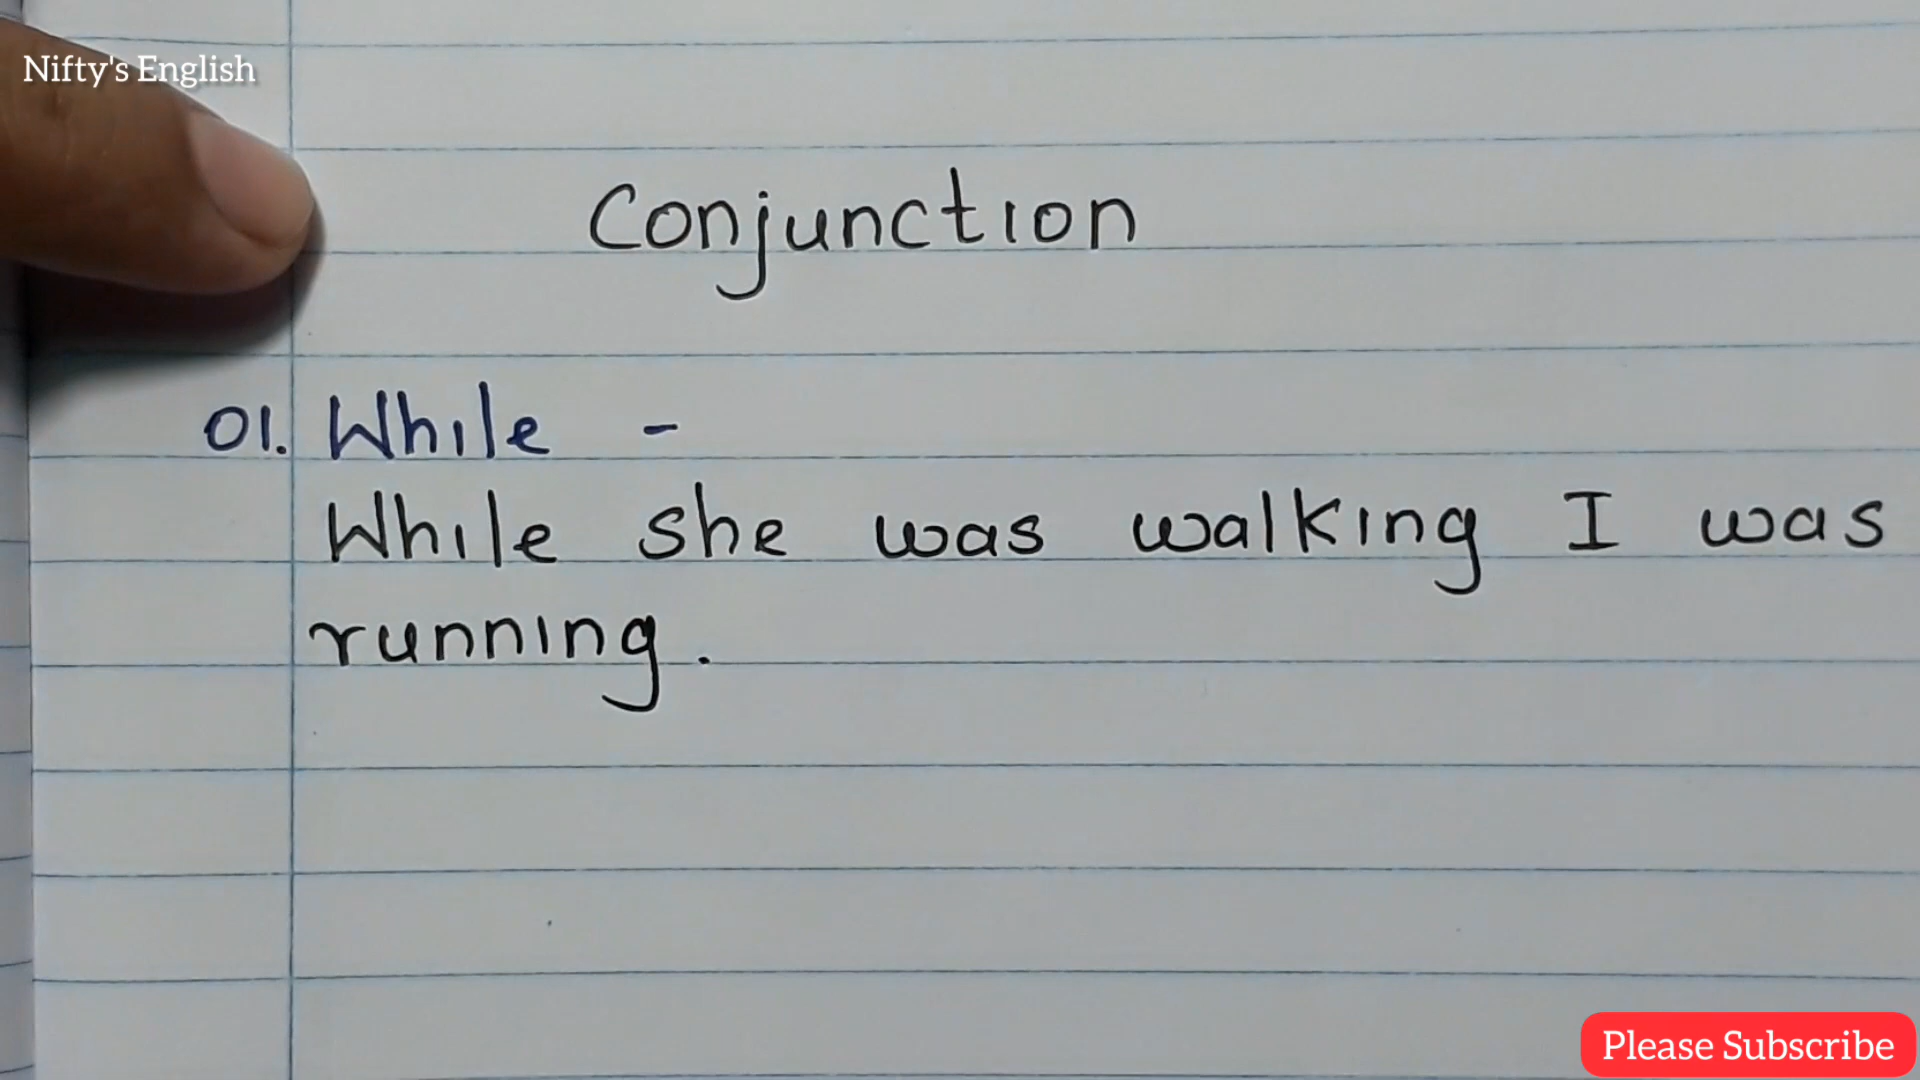 Nifty's English
Conjunction
01. While -
While she was walking I was
running.
Please Subscribe